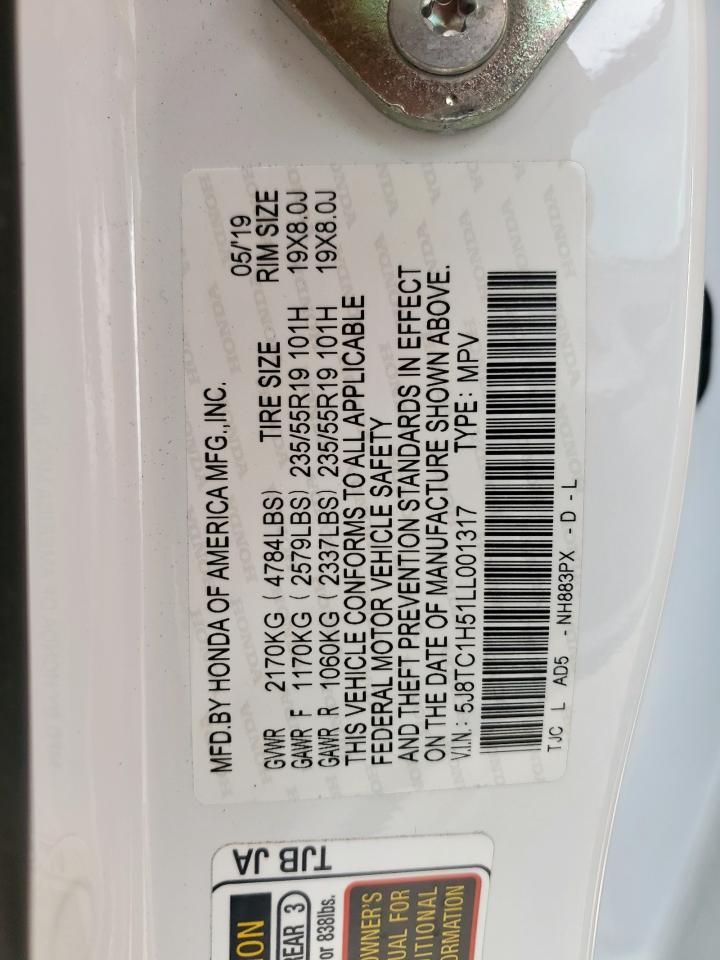 MFD.BY HONDA OF AMERICA MFG.,INC. 05/'19
GVWR 2170KG (4784LBS) TIRE SIZE RIM SIZE
GAWR F 1170KG (2579LBS) 235/55R19 101H 19X8.0J
GAWR R 1060KG (2337LBS) 235/55R19 101H 19X8.0J
THIS VEHICLE CONFORMS TO ALL APPLICABLE
FEDERAL MOTOR VEHICLE SAFETY
AND THEFT PREVENTION STANDARDS IN EFFECT
ON THE DATE OF MANUFACTURE SHOWN ABOVE.
V.I.N.: 5J8TC1H51LL001317 TYPE: MPV
TJC L AD5 -NH883PX -D -L
TJB JA
ION
REAR 3
or 838lbs.
OWNER'S
UAL FOR
ITIONAL
ORMATION